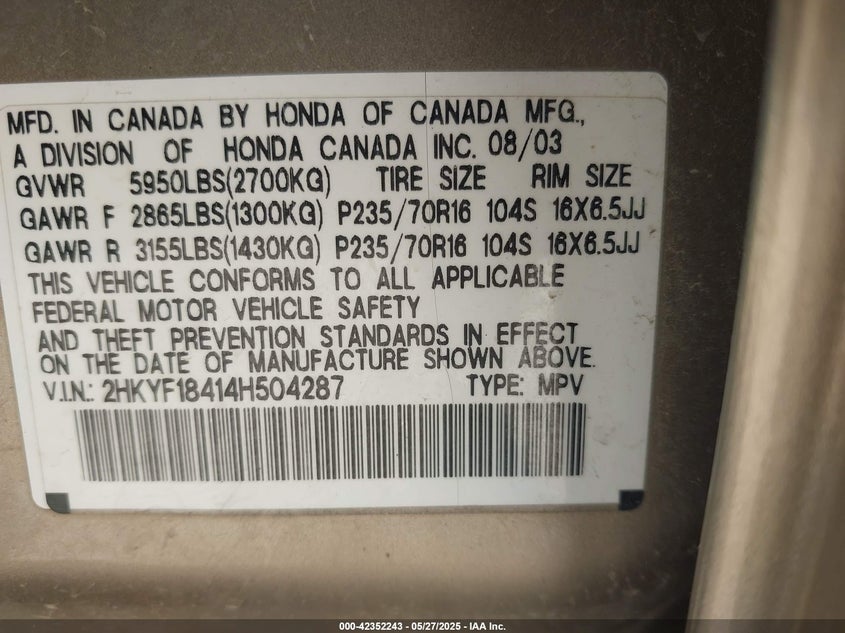 MFD. IN CANADA BY HONDA OF CANADA MFG.,
A DIVISION OF HONDA CANADA INC. 08/03
GVWR 5950LBS(2700KG) TIRE SIZE RIM SIZE
GAWR F 2865LBS(1300KG) P235/70R16 104S 16X6.5JJ
GAWR R 3155LBS(1430KG) P235/70R16 104S 16X6.5JJ
THIS VEHICLE CONFORMS TO ALL APPLICABLE
FEDERAL MOTOR VEHICLE SAFETY
AND THEFT PREVENTION STANDARDS IN EFFECT
ON THE DATE OF MANUFACTURE SHOWN ABOVE.
V.I.N.: 2HKYF18414H504287 TYPE: MPV
000-42352243 - 05/27/2025 - IAA Inc.